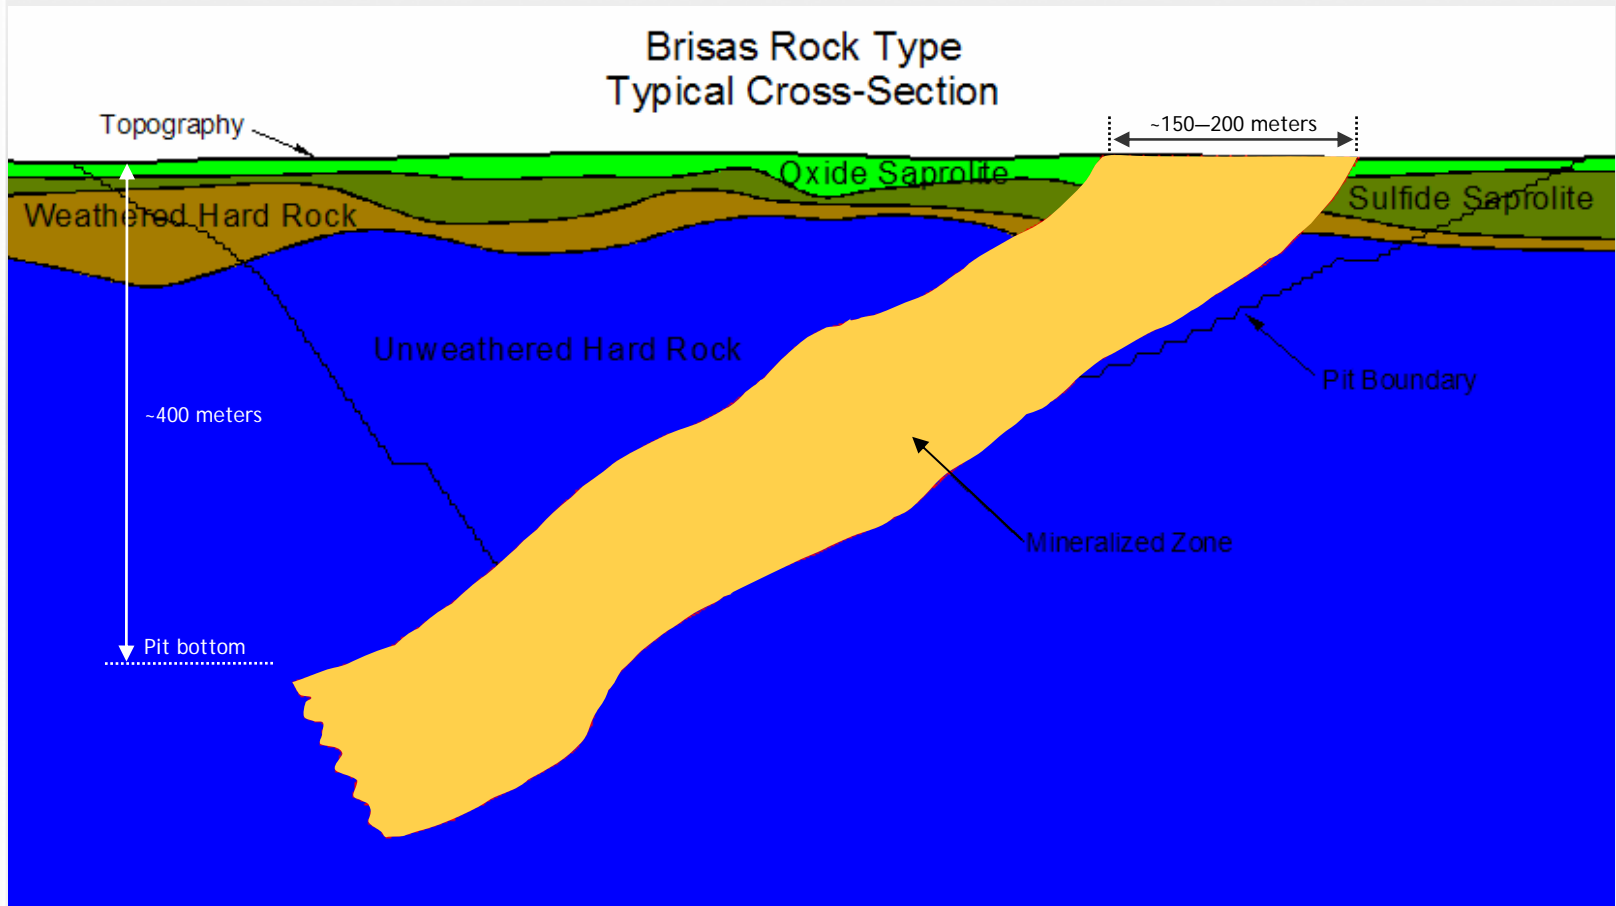 Brisas Rock Type
Typical Cross-Section
Topography
~150—200 meters
Oxide Saprolite
Sulfide Saprolite
Weathered Hard Rock
Unweathered Hard Rock
Pit Boundary
~400 meters
Mineralized Zone
Pit bottom